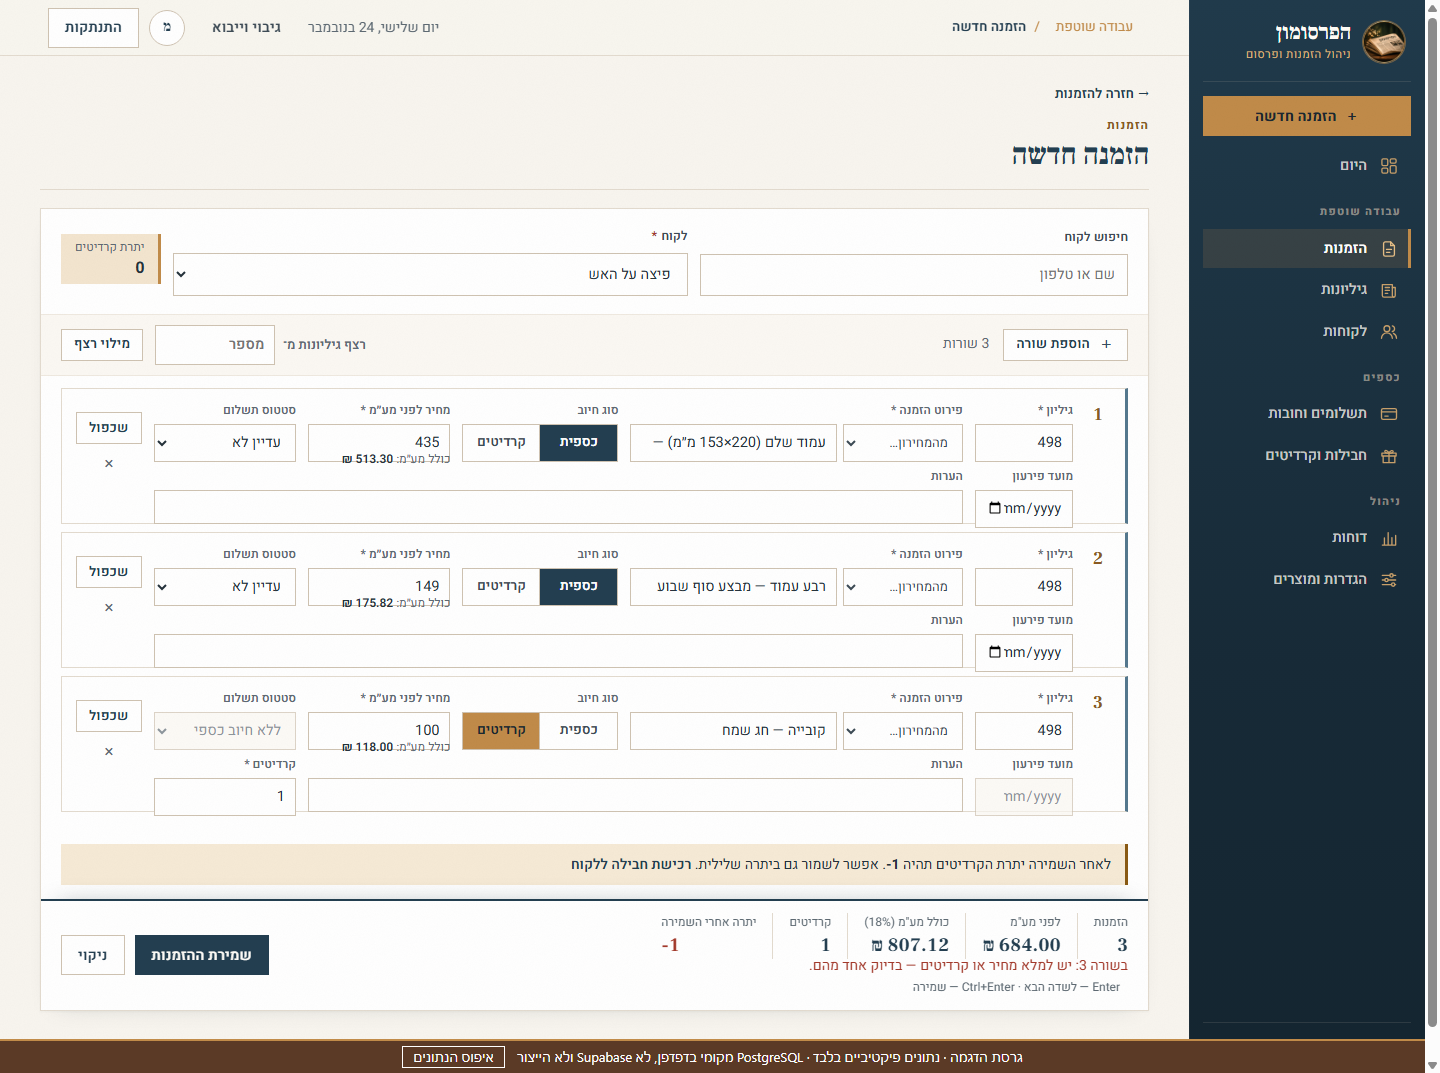 הפרסומון
ניהול הזמנות ופרסום
+ הזמנה חדשה
היום
עבודה שוטפת
הזמנות
גיליונות
לקוחות
כספים
תשלומים וחובות
חבילות וקרדיטים
ניהול
דוחות
הגדרות ומוצרים
עבודה שוטפת / הזמנה חדשה
יום שלישי, 24 בנובמבר
גיבוי וייבוא
מ
התנתקות
→ חזרה להזמנות
הזמנות
הזמנה חדשה
חיפוש לקוח
לקוח *
שם או טלפון
פיצה על האש
יתרת קרדיטים
0
+ הוספת שורה
3 שורות
רצף גיליונות מ־
מספר
מילוי רצף
1
גיליון *
פירוט הזמנה *
סוג חיוב
מחיר לפני מע״מ *
סטטוס תשלום
498
מהמחירון...
עמוד שלם (220×153 מ״מ) —
כספית
קרדיטים
435
עדיין לא
שכפול
כולל מע״מ: 513.30 ₪
×
מועד פירעון
הערות
mm/yyyy
2
גיליון *
פירוט הזמנה *
סוג חיוב
מחיר לפני מע״מ *
סטטוס תשלום
498
מהמחירון...
רבע עמוד — מבצע סוף שבוע
כספית
קרדיטים
149
עדיין לא
שכפול
כולל מע״מ: 175.82 ₪
×
מועד פירעון
הערות
mm/yyyy
3
גיליון *
פירוט הזמנה *
סוג חיוב
מחיר לפני מע״מ *
סטטוס תשלום
498
מהמחירון...
קובייה — חג שמח
כספית
קרדיטים
100
ללא חיוב כספי
שכפול
כולל מע״מ: 118.00 ₪
×
מועד פירעון
הערות
קרדיטים *
mm/yyyy
1
לאחר השמירה יתרת הקרדיטים תהיה 1-. אפשר לשמור גם ביתרה שלילית. רכישת חבילה ללקוח
הזמנות
לפני מע״מ
כולל מע״מ (18%)
קרדיטים
יתרה אחרי השמירה
3
684.00 ₪
807.12 ₪
1
-1
שמירת ההזמנות
ניקוי
בשורה 3: יש למלא מחיר או קרדיטים — בדיוק אחד מהם.
Enter — לשדה הבא · Ctrl+Enter — שמירה
גרסת הדגמה · נתונים פיקטיביים בלבד · PostgreSQL מקומי בדפדפן, לא Supabase ולא הייצור
איפוס הנתונים